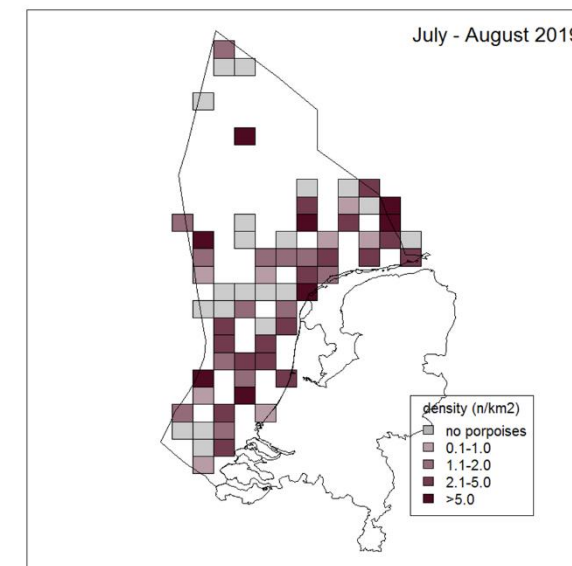 July - August 2019
density (n/km2)
no porpoises
0.1-1.0
1.1-2.0
2.1-5.0
>5.0